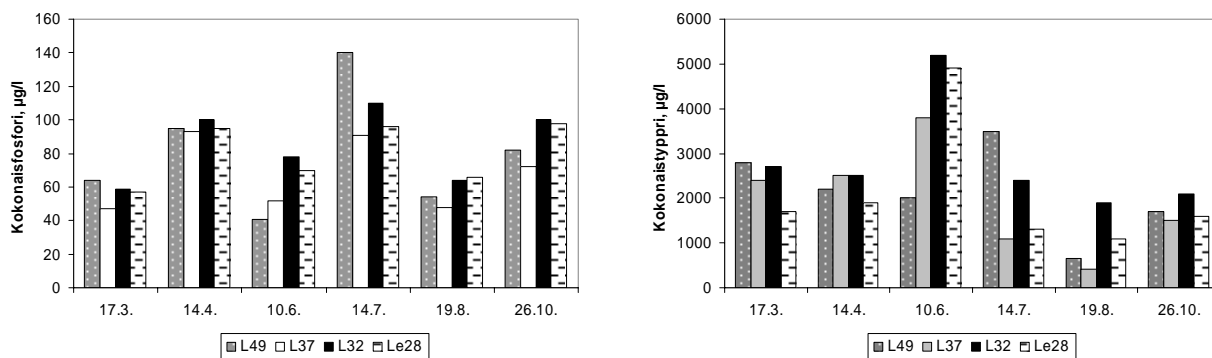 Kokonaisfosfori, µg/l
160
140
120
100
80
60
40
20
0
17.3. 14.4. 10.6. 14.7. 19.8. 26.10.
L49 L37 L32 Le28
Kokonaistyppri, µg/l
6000
5000
4000
3000
2000
1000
0
17.3. 14.4. 10.6. 14.7. 19.8. 26.10.
L49 L37 L32 Le28